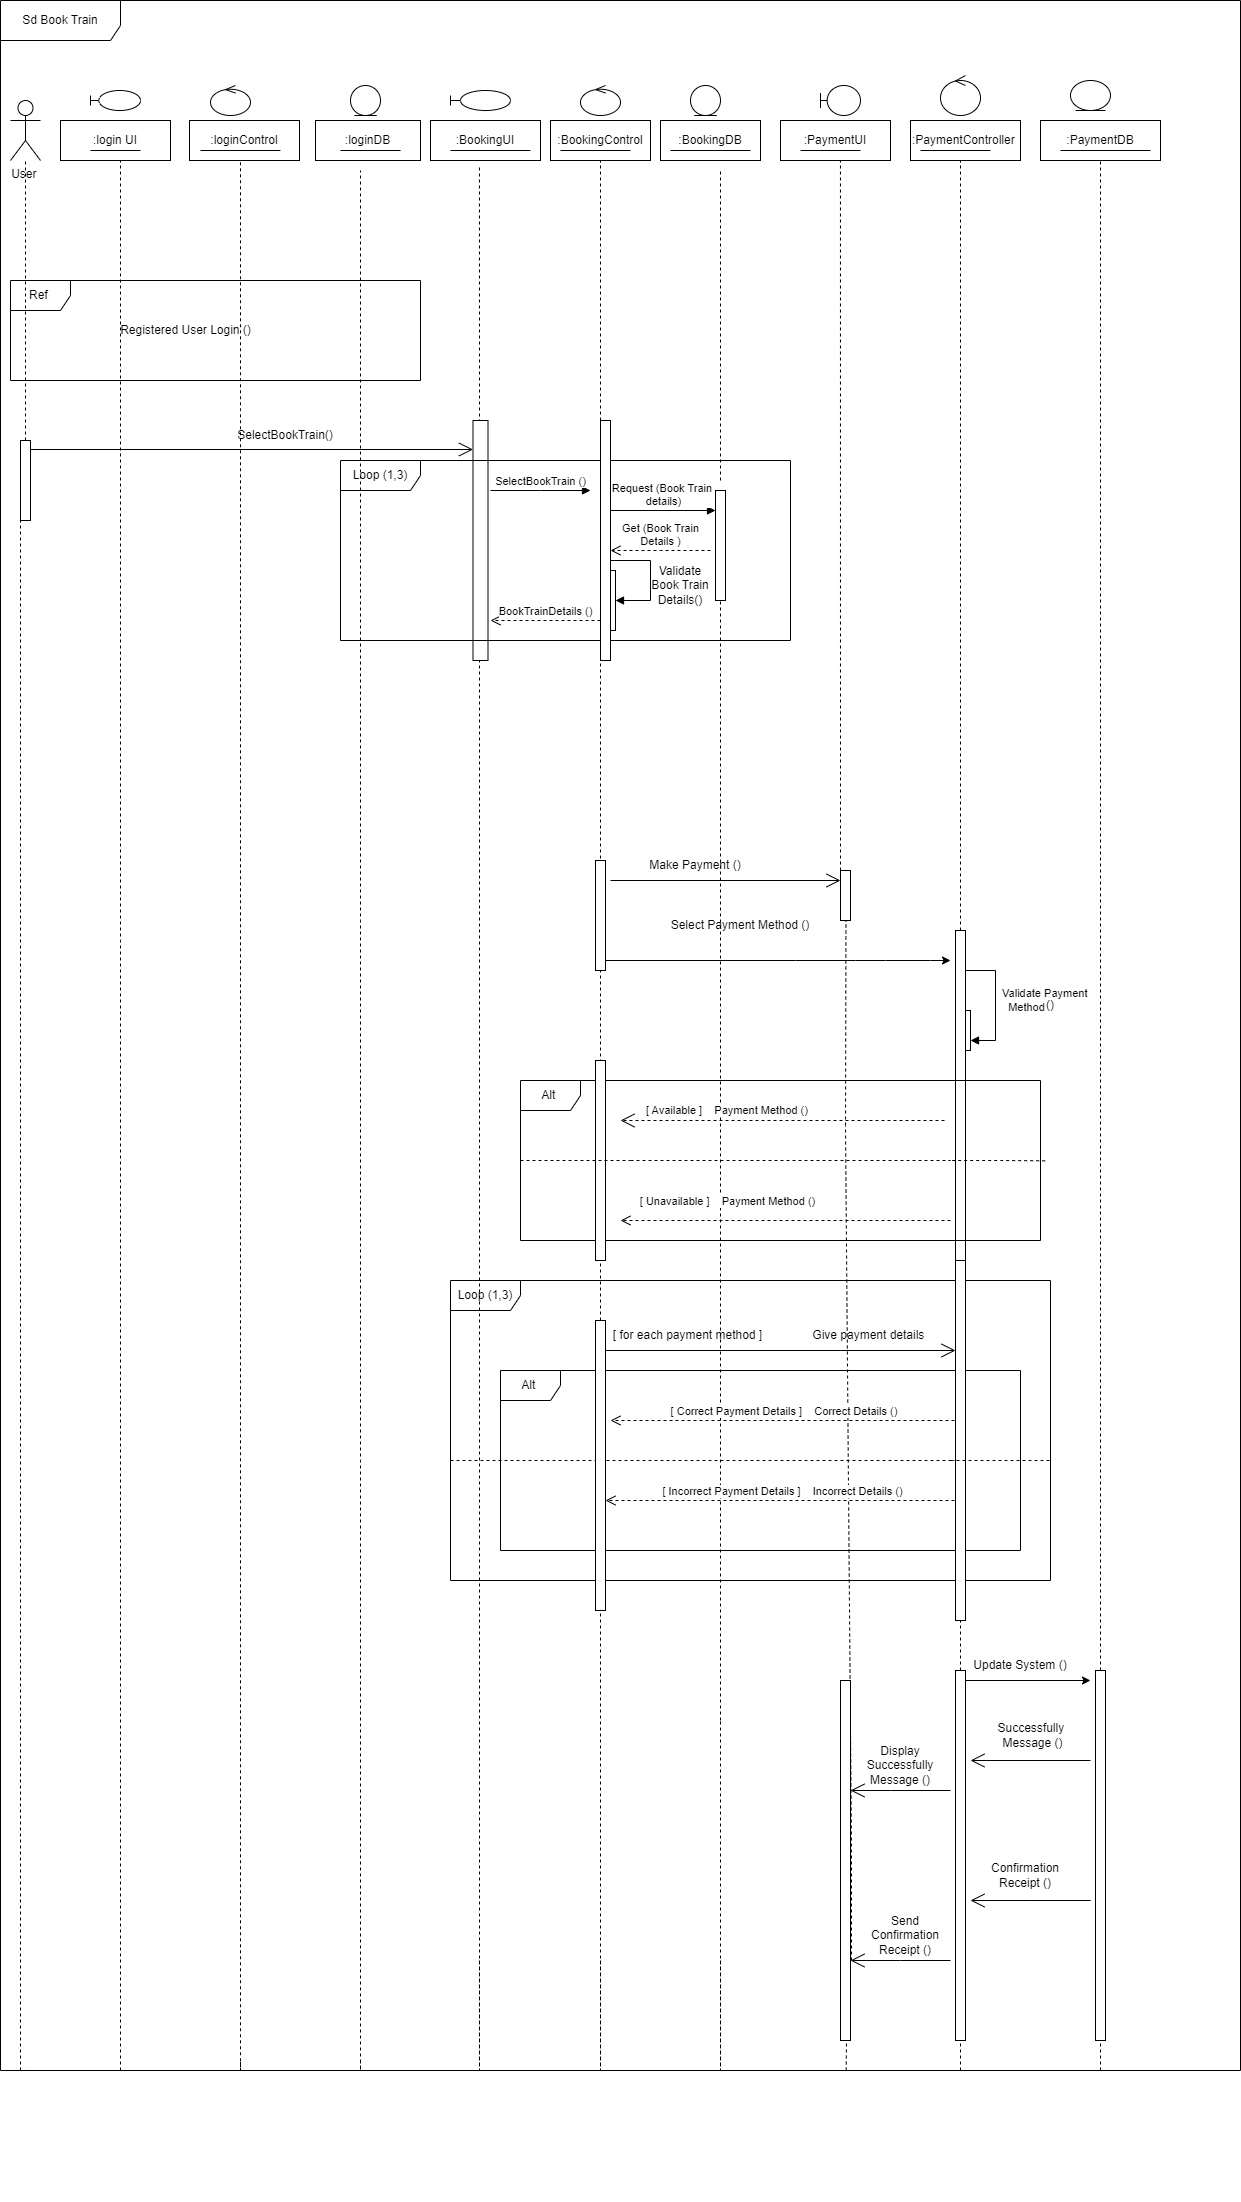 Sd Book Train
User
:login UI
:loginControl
:loginDB
:BookingUI
:BookingControl
:BookingDB
:PaymentUI
:PaymentController
:PaymentDB
Ref
Registered User Login ()
SelectBookTrain()
Loop (1,3)
SelectBookTrain ()
Request (Book Train
details)
Get (Book Train
Details )
Validate
Book Train
Details()
BookTrainDetails ()
Make Payment ()
Select Payment Method ()
Validate Payment
Method()
Alt
[ Available ] Payment Method ()
[ Unavailable ] Payment Method ()
Loop (1,3)
[ for each payment method ] Give payment details
Alt
[ Correct Payment Details ] Correct Details ()
[ Incorrect Payment Details ] Incorrect Details ()
Update System ()
Successfully
Message ()
Display
Successfully
Message ()
Confirmation
Receipt ()
Send
Confirmation
Receipt ()